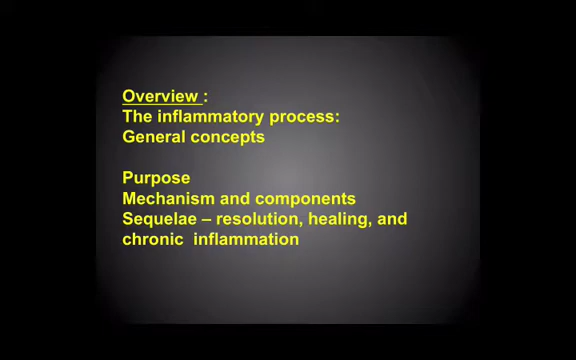 Overview :
The inflammatory process:
General concepts
Purpose
Mechanism and components
Sequelae – resolution, healing, and
chronic inflammation